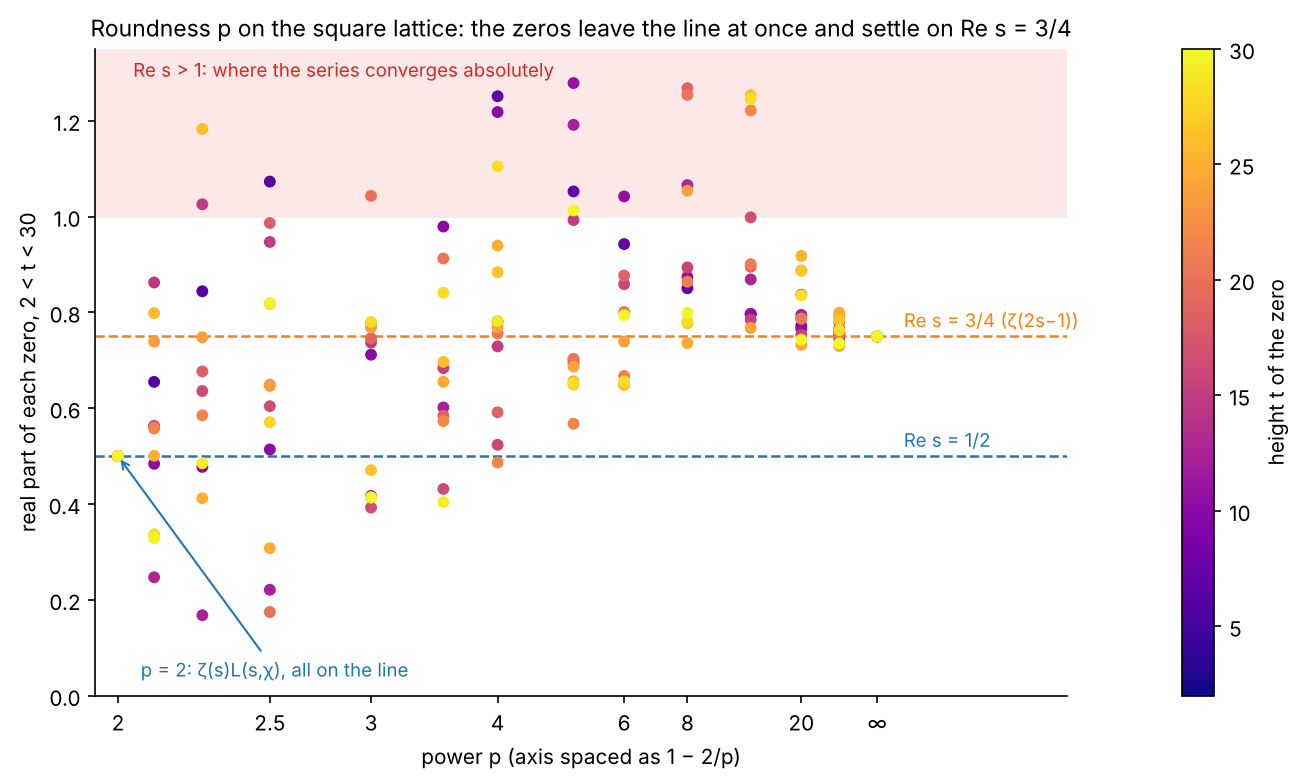 Roundness p on the square lattice: the zeros leave the line at once and settle on Re s = 3/4
Re s > 1: where the series converges absolutely
Re s = 3/4 (ζ(2s−1))
Re s = 1/2
p = 2: ζ(s)L(s,χ), all on the line
real part of each zero, 2 < t < 30
1.2
1.0
0.8
0.6
0.4
0.2
0.0
2
2.5
3
4
6
8
20
∞
power p (axis spaced as 1 − 2/p)
30
25
20
15
10
5
height t of the zero